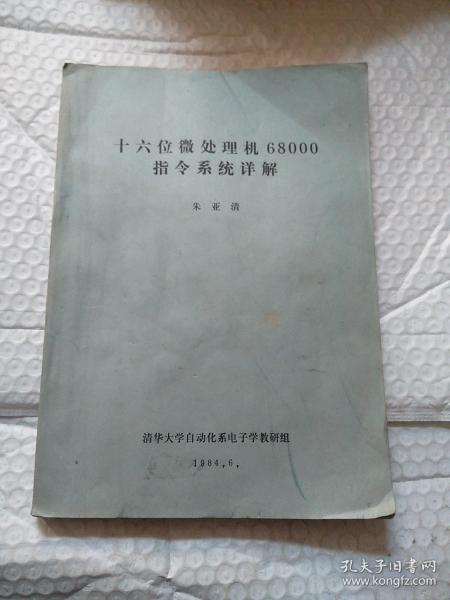 十六位微处理机68000
指令系统详解
朱亚清
清华大学自动化系电子学教研组
1984.6.
孔夫子旧书网
www.kongfz.com